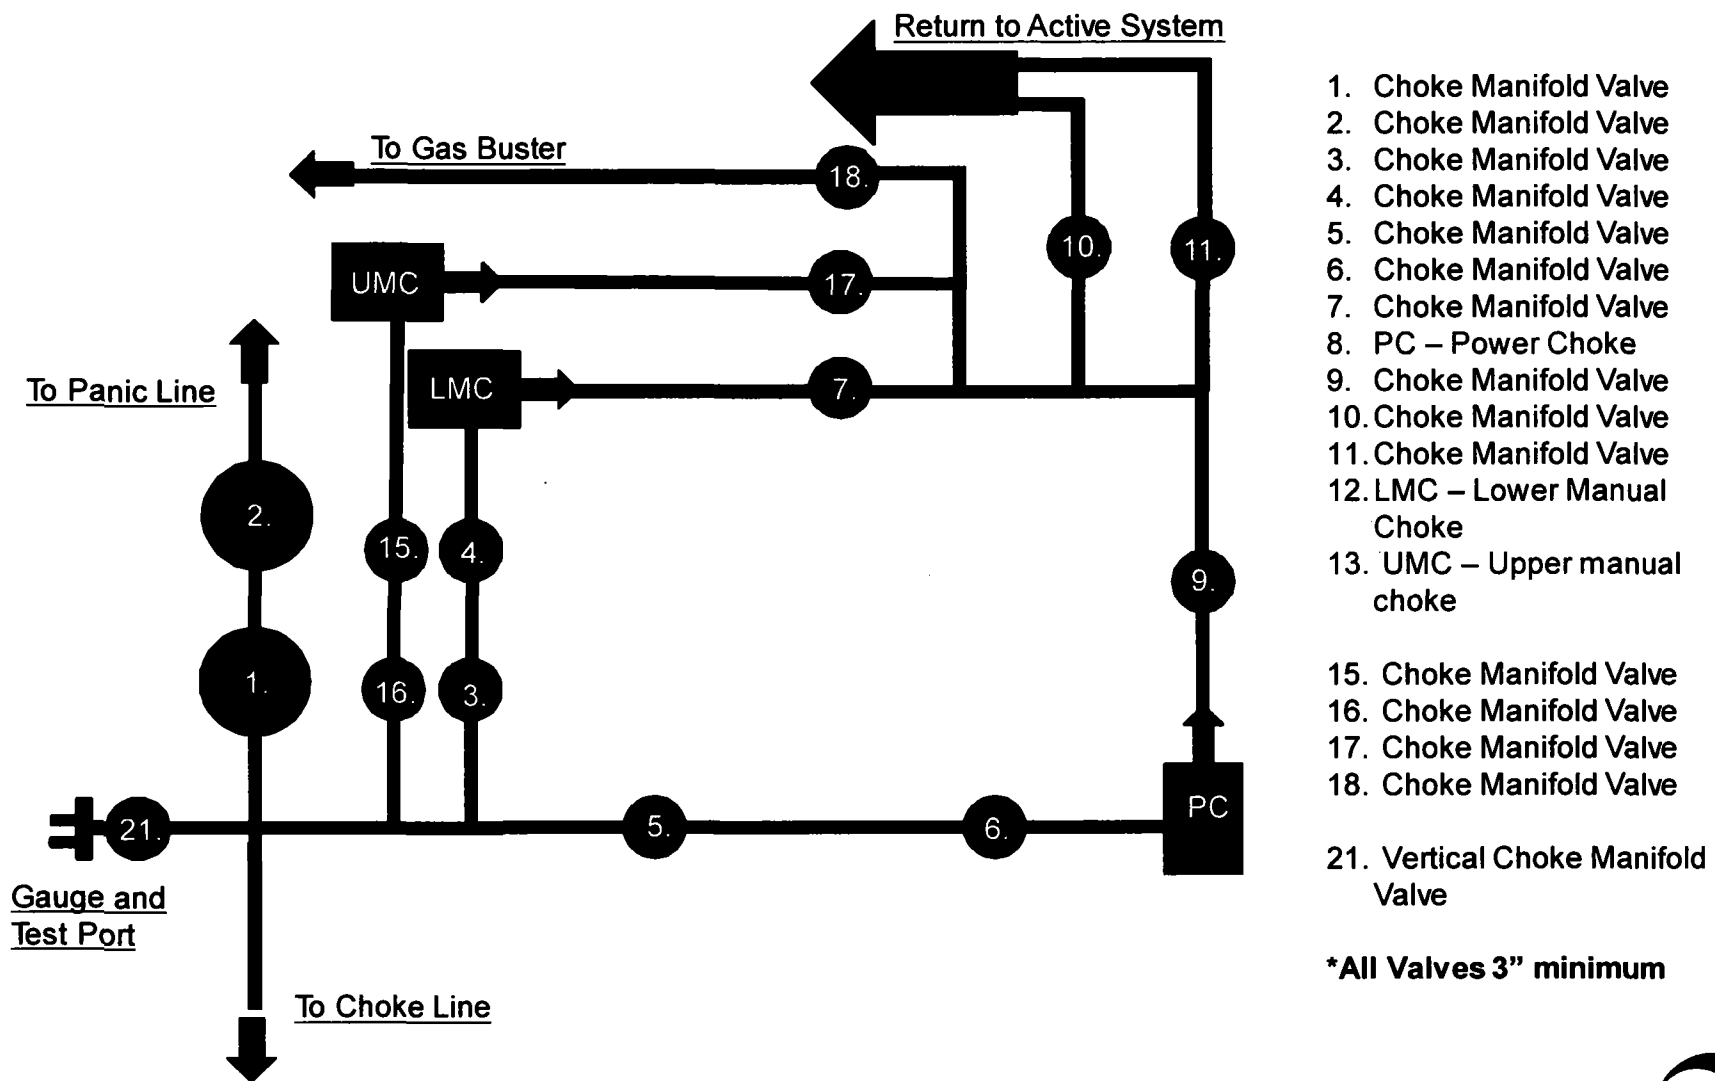 Return to Active System
To Gas Buster
18.
10.
11.
UMC
17.
LMC
7.
To Panic Line
2.
15.
4.
9.
1.
16.
3.
21.
5.
6.
PC
Gauge and
Test Port
To Choke Line
1. Choke Manifold Valve
2. Choke Manifold Valve
3. Choke Manifold Valve
4. Choke Manifold Valve
5. Choke Manifold Valve
6. Choke Manifold Valve
7. Choke Manifold Valve
8. PC – Power Choke
9. Choke Manifold Valve
10. Choke Manifold Valve
11. Choke Manifold Valve
12. LMC – Lower Manual
Choke
13. UMC – Upper manual
choke
15. Choke Manifold Valve
16. Choke Manifold Valve
17. Choke Manifold Valve
18. Choke Manifold Valve
21. Vertical Choke Manifold
Valve
*All Valves 3" minimum